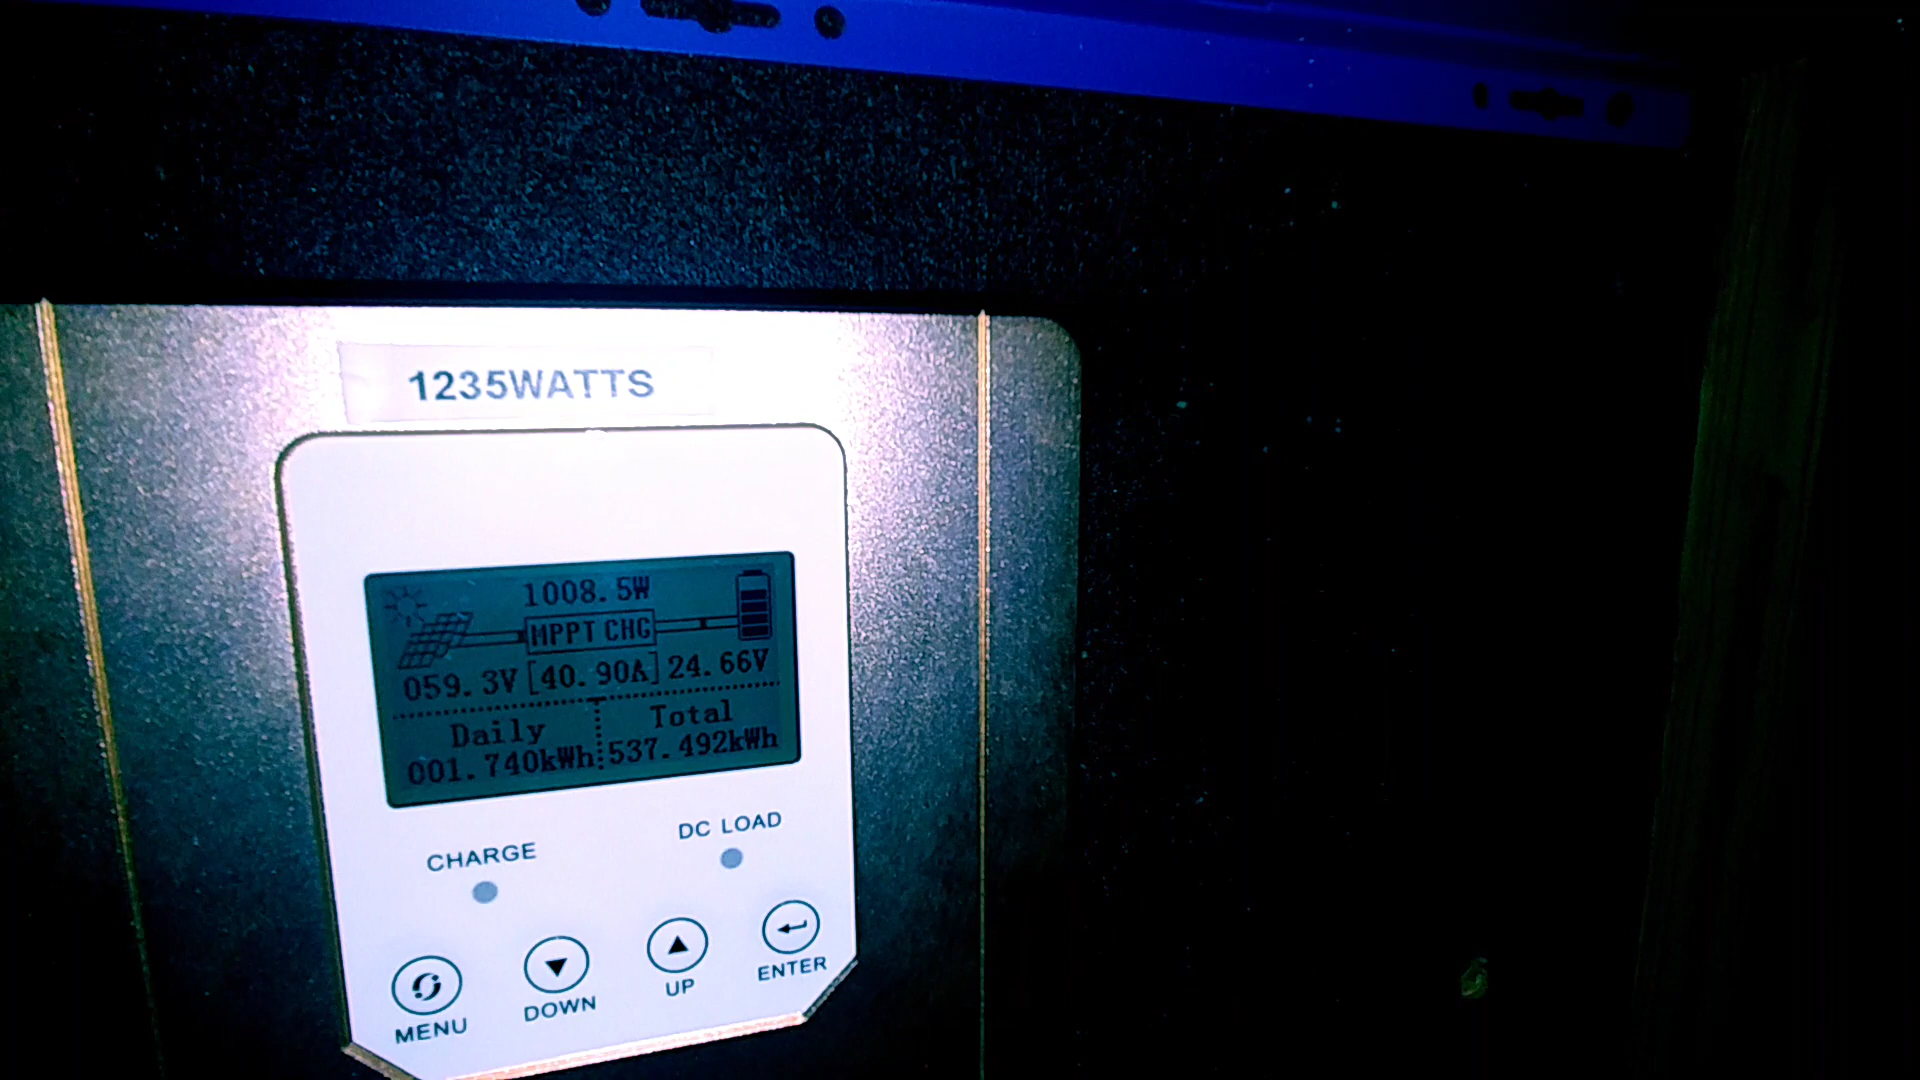 1235WATTS
1008.5W
MPPT CHG
059.3V [40.90A] 24.66V
Daily Total
001.740kWh 537.492kWh
CHARGE DC LOAD
MENU DOWN UP ENTER